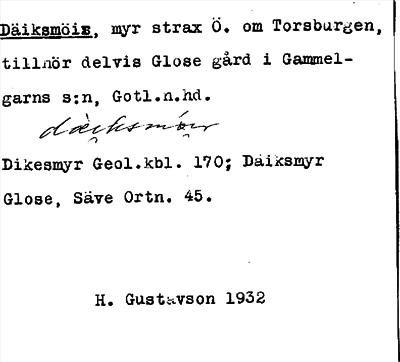 Däiksmöis, myr strax Ö. om Torsburgen,
tillhör delvis Glose gård i Gammel-
garns s:n, Gotl.n.hd.
Dikesmyr Geol.kbl. 170; Däiksmyr
Glose, Säve Ortn. 45.
H. Gustavson 1932